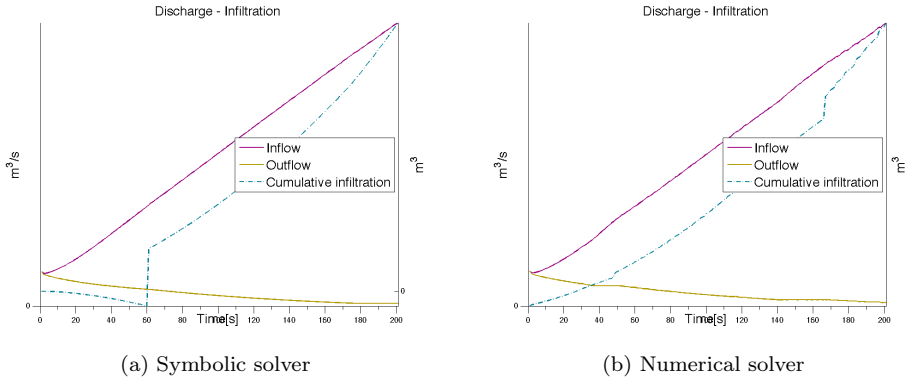 Discharge - Infiltration
m³/s
m³
Inflow
Outflow
Cumulative infiltration
0
0
0 20 40 60 80 100 120 140 160 180 200
Time[s]
(a) Symbolic solver
Discharge - Infiltration
m³/s
m³
Inflow
Outflow
Cumulative infiltration
0
0 20 40 60 80 100 120 140 160 180 200
Time[s]
(b) Numerical solver